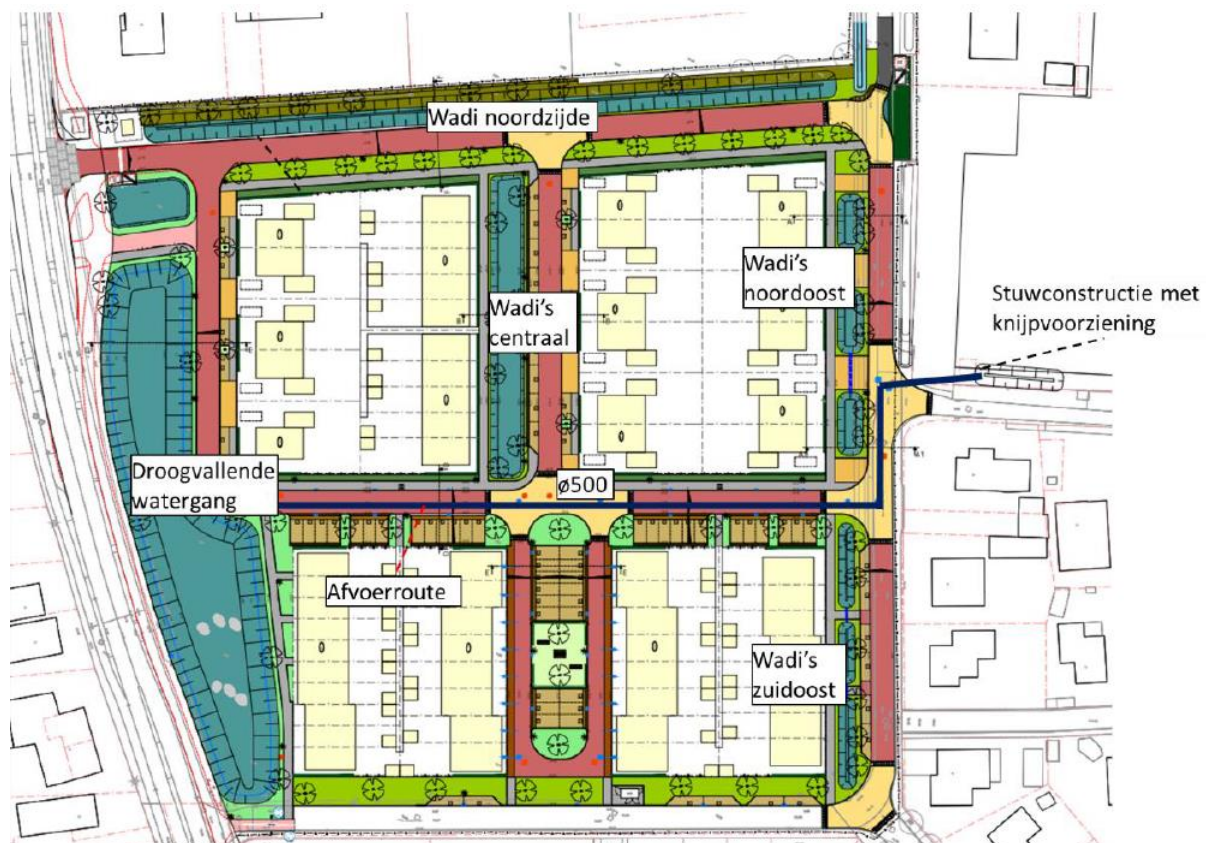 Wadi noordzijde
Wadi's
noordoost
Stuwconstructie met
knijpvoorziening
Wadi's
centraal
Droogvallende
watergang
ø500
Afvoerroute
Wadi's
zuidoost